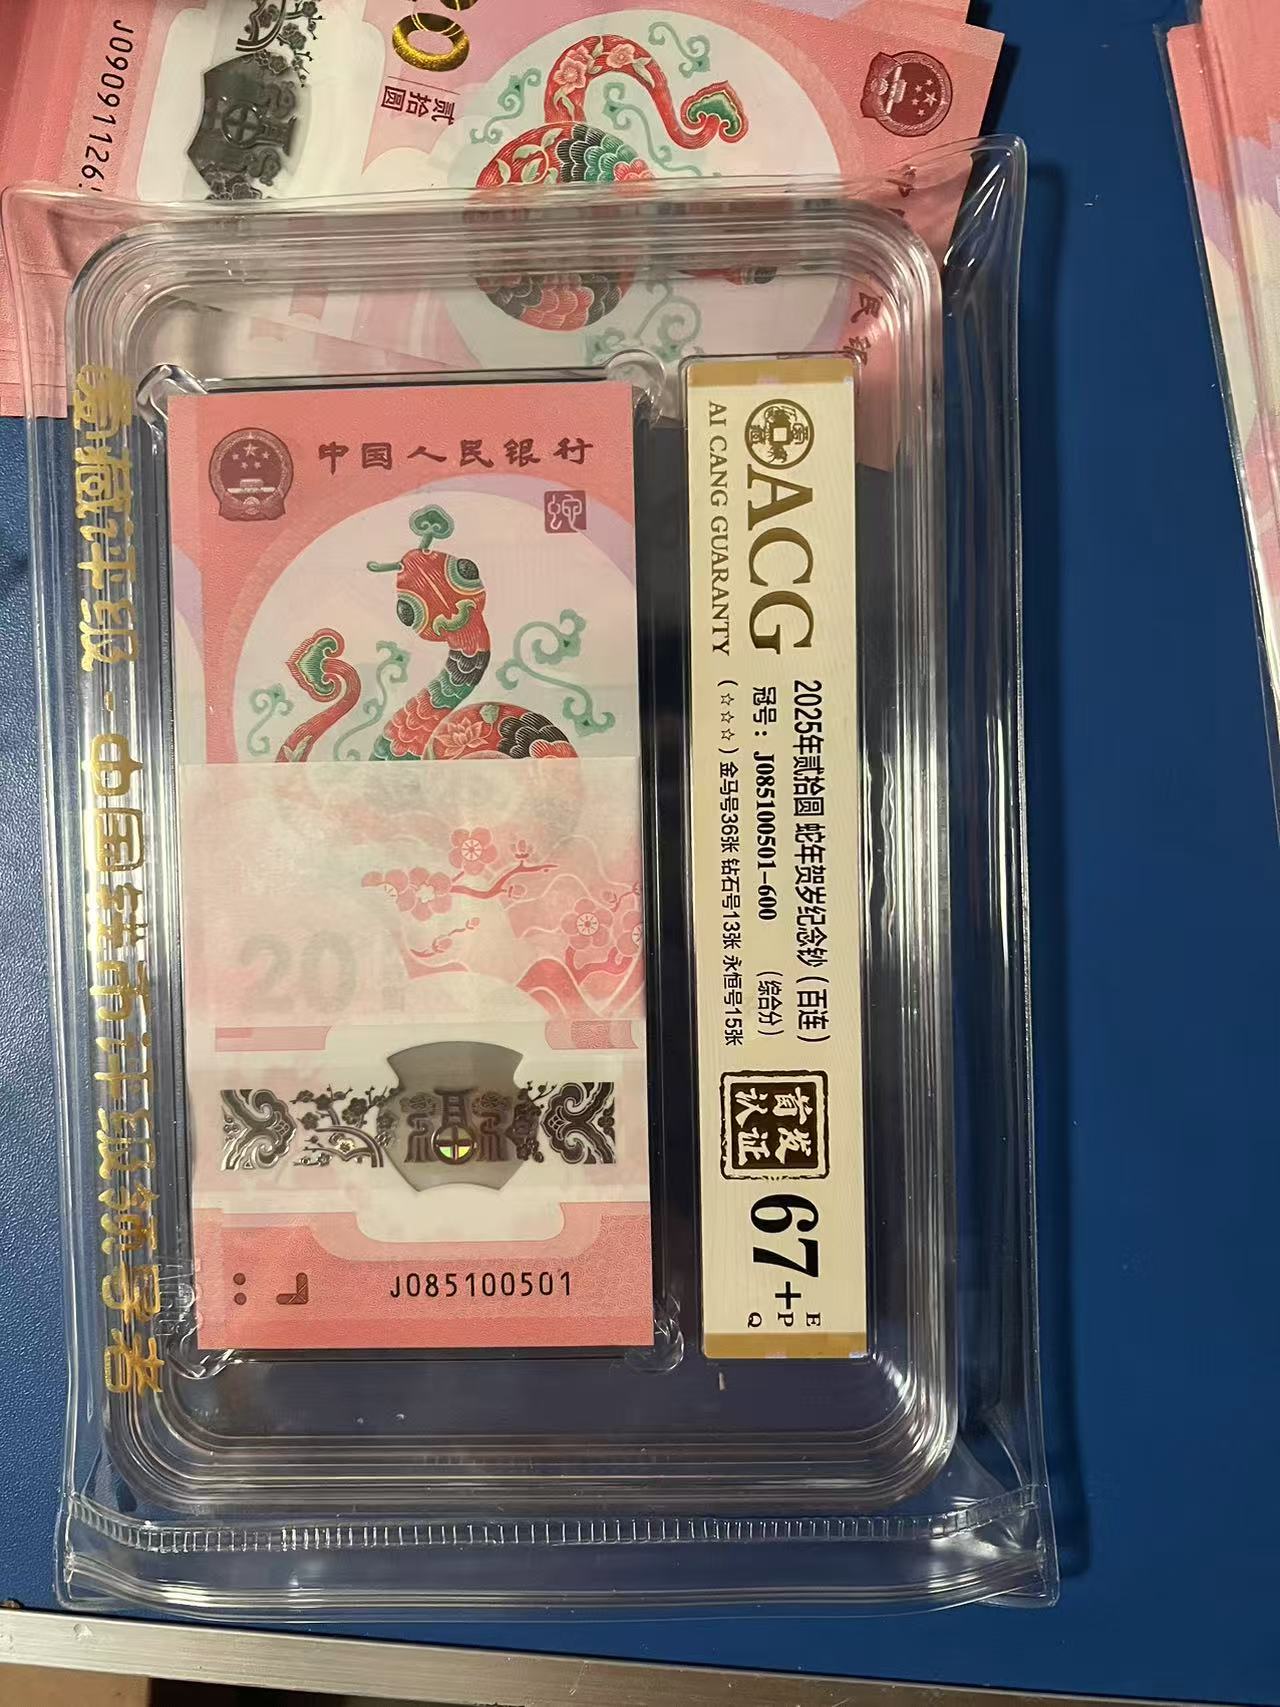 J09091126
贰拾圆
爱藏评级-中国钱币评级领导者
中国人民银行
J085100501
ACG
AI CANG GUARANTY
2025年贰拾圆 蛇年贺岁纪念钞（百连）
冠号：J085100501-600 （综合分）
（☆☆☆）金马号36张 钻石号13张 永恒号15张
首发
认证
67+
E
P
Q
20